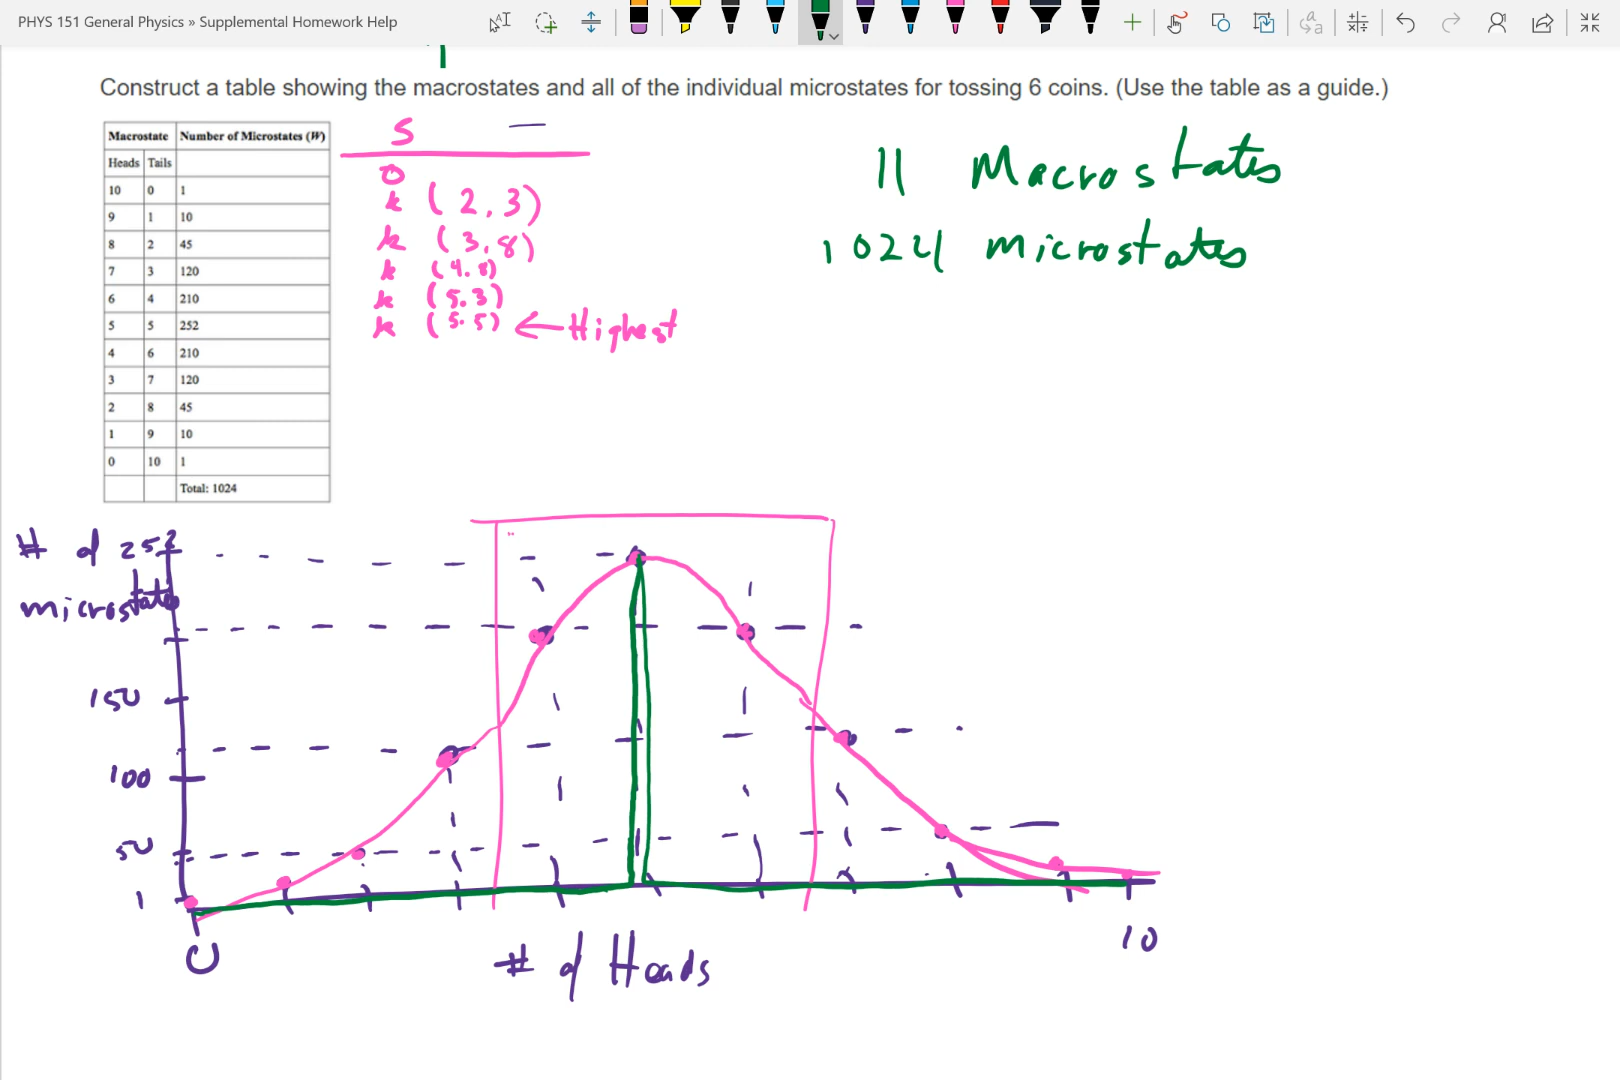 PHYS 151 General Physics » Supplemental Homework Help
Construct a table showing the macrostates and all of the individual microstates for tossing 6 coins. (Use the table as a guide.)
Macrostate Number of Microstates (W)
Heads Tails
10 0 1
9 1 10
8 2 45
7 3 120
6 4 210
5 5 252
4 6 210
3 7 120
2 8 45
1 9 10
0 10 1
Total: 1024
S
0
k (2.3)
k (3.8)
k (4.8)
k (5.3)
k (5.5) ← Highest
11 Macrostates
1024 microstates
# of 252
microstates
150
100
50
1
0
10
# of Heads